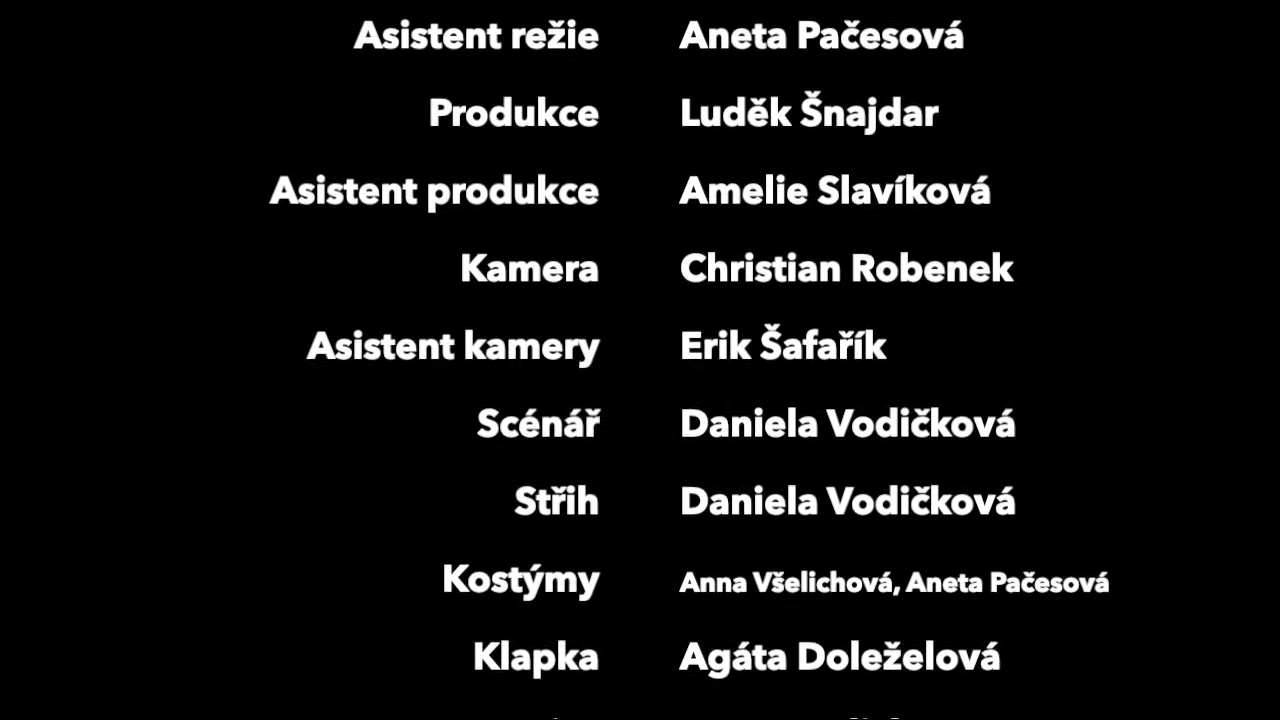 Asistent režie Aneta Pačesová
Produkce Luděk Šnajdar
Asistent produkce Amelie Slavíková
Kamera Christian Robenek
Asistent kamery Erik Šafařík
Scénář Daniela Vodičková
Střih Daniela Vodičková
Kostýmy Anna Všelichová, Aneta Pačesová
Klapka Agáta Doleželová